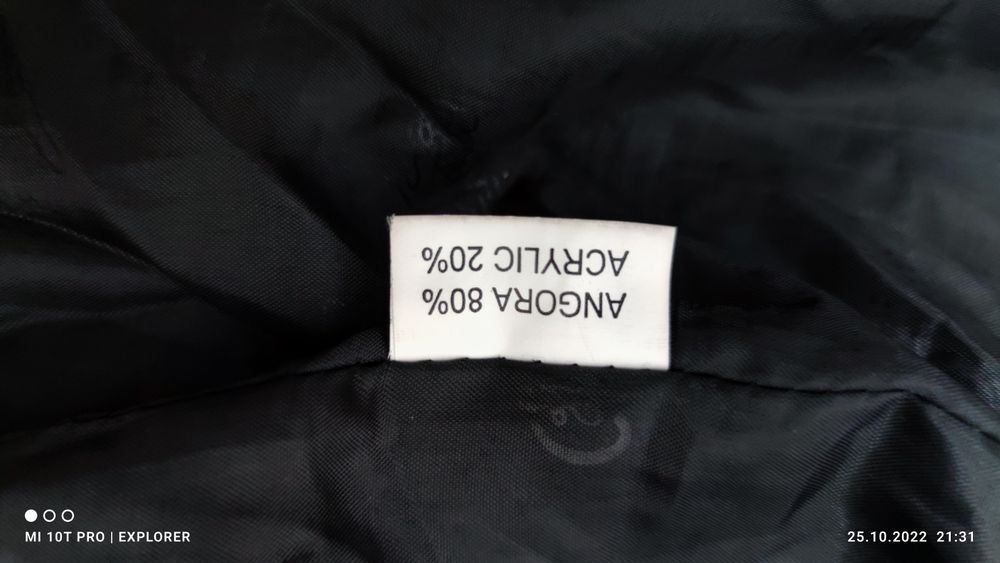 ANGORA 80%
ACRYLIC 20%
MI 10T PRO | EXPLORER
25.10.2022 21:31